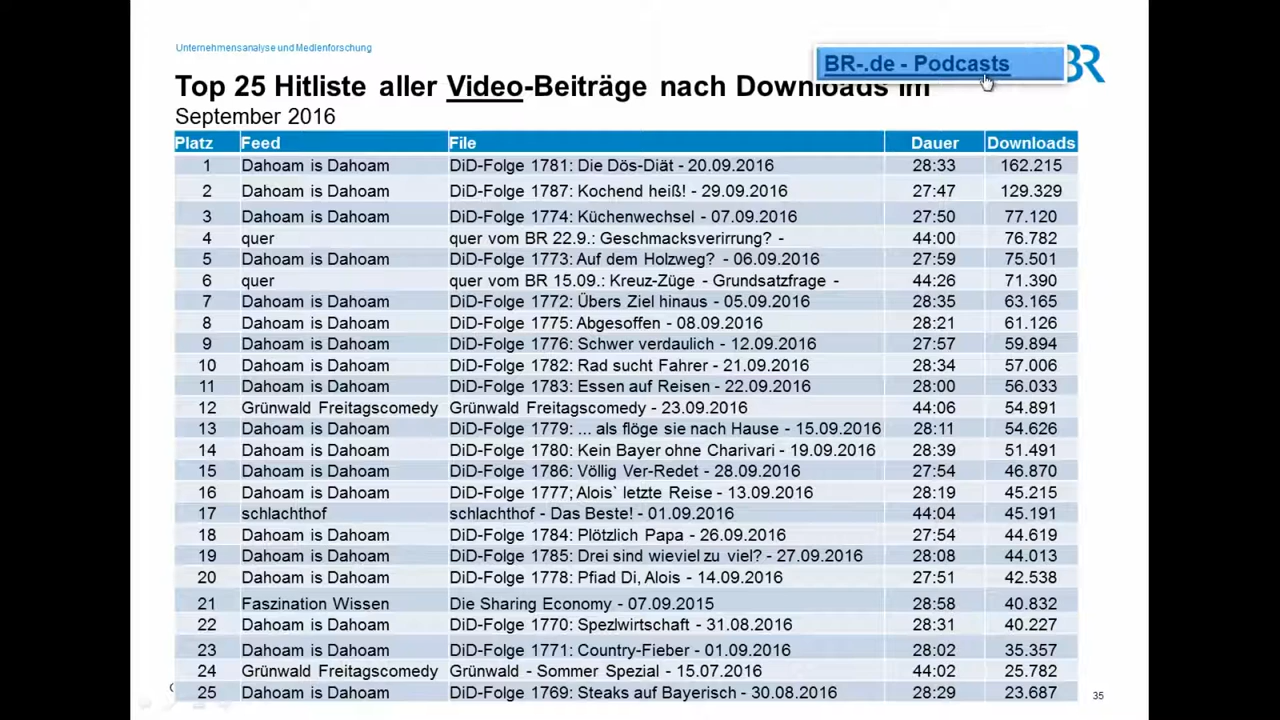 Unternehmensanalyse und Medienforschung
BR-.de - Podcasts
BR
Top 25 Hitliste aller Video-Beiträge nach Downloads im
September 2016
Platz Feed File Dauer Downloads
1 Dahoam is Dahoam DiD-Folge 1781: Die Dös-Diät - 20.09.2016 28:33 162.215
2 Dahoam is Dahoam DiD-Folge 1787: Kochend heiß! - 29.09.2016 27:47 129.329
3 Dahoam is Dahoam DiD-Folge 1774: Küchenwechsel - 07.09.2016 27:50 77.120
4 quer quer vom BR 22.9.: Geschmacksverirrung? - 44:00 76.782
5 Dahoam is Dahoam DiD-Folge 1773: Auf dem Holzweg? - 06.09.2016 27:59 75.501
6 quer quer vom BR 15.09.: Kreuz-Züge - Grundsatzfrage - 44:26 71.390
7 Dahoam is Dahoam DiD-Folge 1772: Übers Ziel hinaus - 05.09.2016 28:35 63.165
8 Dahoam is Dahoam DiD-Folge 1775: Abgesoffen - 08.09.2016 28:21 61.126
9 Dahoam is Dahoam DiD-Folge 1776: Schwer verdaulich - 12.09.2016 27:57 59.894
10 Dahoam is Dahoam DiD-Folge 1782: Rad sucht Fahrer - 21.09.2016 28:34 57.006
11 Dahoam is Dahoam DiD-Folge 1783: Essen auf Reisen - 22.09.2016 28:00 56.033
12 Grünwald Freitagscomedy Grünwald Freitagscomedy - 23.09.2016 44:06 54.891
13 Dahoam is Dahoam DiD-Folge 1779: ... als flöge sie nach Hause - 15.09.2016 28:11 54.626
14 Dahoam is Dahoam DiD-Folge 1780: Kein Bayer ohne Charivari - 19.09.2016 28:39 51.491
15 Dahoam is Dahoam DiD-Folge 1786: Völlig Ver-Redet - 28.09.2016 27:54 46.870
16 Dahoam is Dahoam DiD-Folge 1777; Alois` letzte Reise - 13.09.2016 28:19 45.215
17 schlachthof schlachthof - Das Beste! - 01.09.2016 44:04 45.191
18 Dahoam is Dahoam DiD-Folge 1784: Plötzlich Papa - 26.09.2016 27:54 44.619
19 Dahoam is Dahoam DiD-Folge 1785: Drei sind wieviel zu viel? - 27.09.2016 28:08 44.013
20 Dahoam is Dahoam DiD-Folge 1778: Pfiad Di, Alois - 14.09.2016 27:51 42.538
21 Faszination Wissen Die Sharing Economy - 07.09.2015 28:58 40.832
22 Dahoam is Dahoam DiD-Folge 1770: Spezlwirtschaft - 31.08.2016 28:31 40.227
23 Dahoam is Dahoam DiD-Folge 1771: Country-Fieber - 01.09.2016 28:02 35.357
24 Grünwald Freitagscomedy Grünwald - Sommer Spezial - 15.07.2016 44:02 25.782
25 Dahoam is Dahoam DiD-Folge 1769: Steaks auf Bayerisch - 30.08.2016 28:29 23.687
35